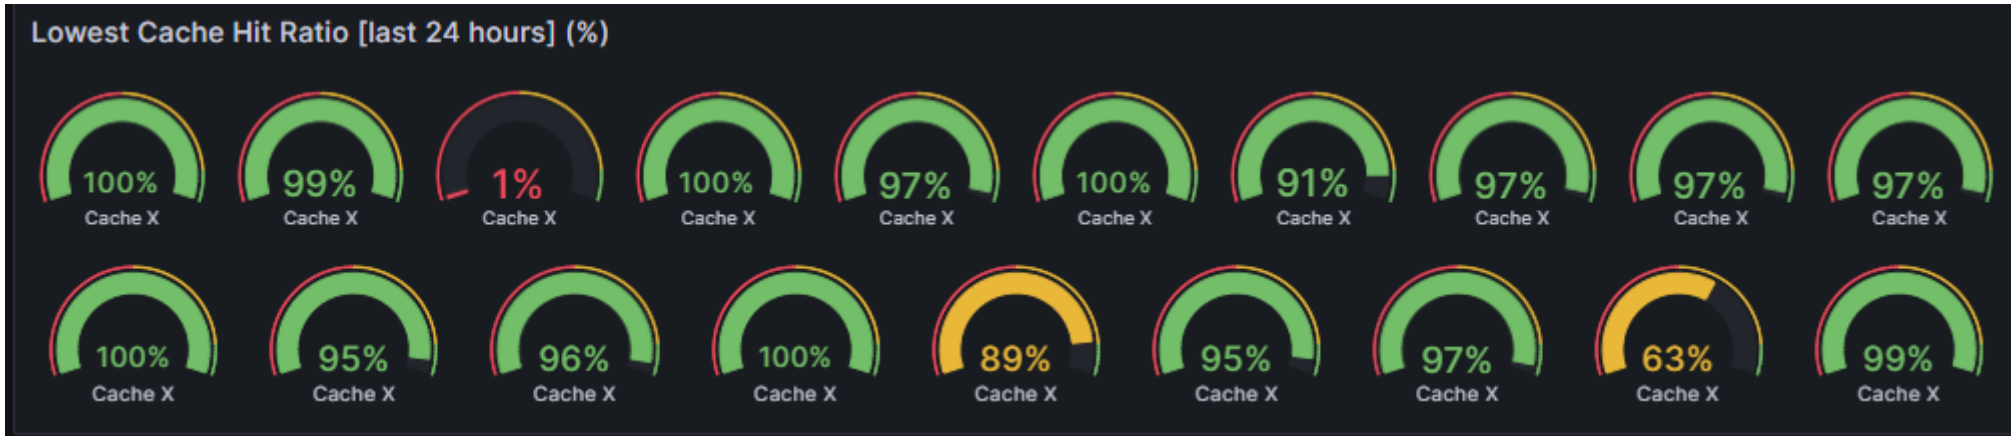 Lowest Cache Hit Ratio [last 24 hours] (%)
100% 99% 1% 100% 97% 100% 91% 97% 97% 97%
Cache X Cache X Cache X Cache X Cache X Cache X Cache X Cache X Cache X Cache X
100% 95% 96% 100% 89% 95% 97% 63% 99%
Cache X Cache X Cache X Cache X Cache X Cache X Cache X Cache X Cache X